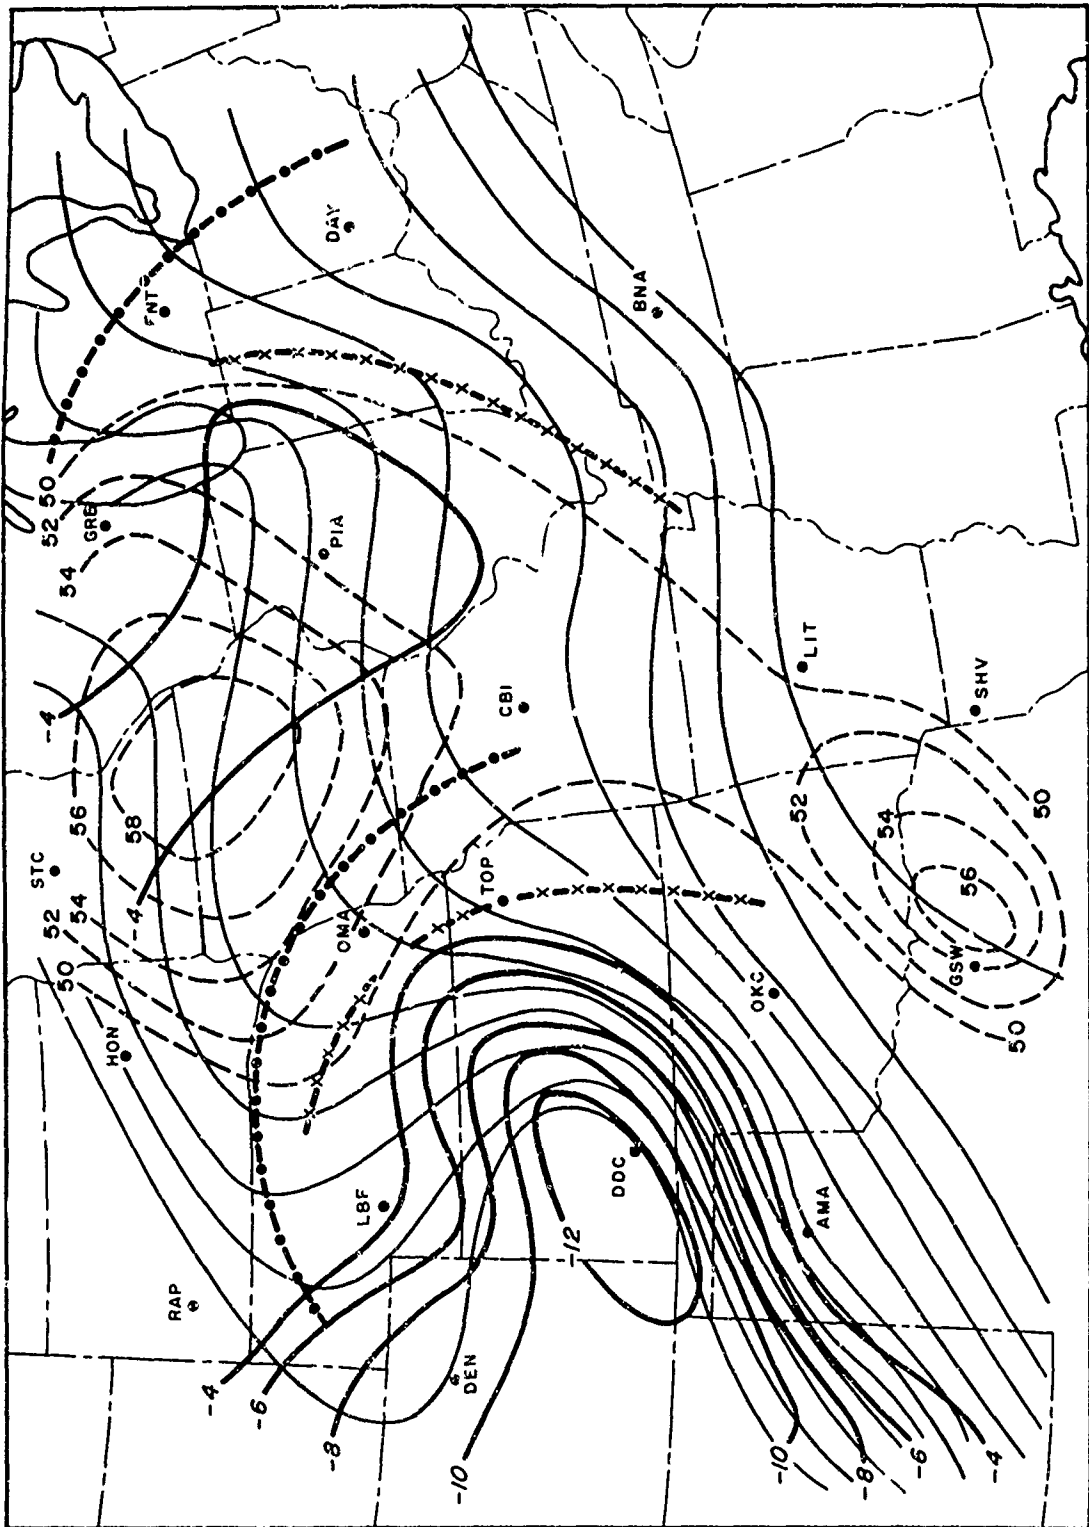 DAY
FNT
BNA
50
52
GRB
54
PIA
LIT
SHV
-4
CBI
56
58
STC
52
54
-4
50
OMA
TOP
52
54
56
50
GSW
50
HON
OKC
LBF
DDC
AMA
-12
RAP
DEN
-4
-6
-8
-10
-10
-8
-6
-4